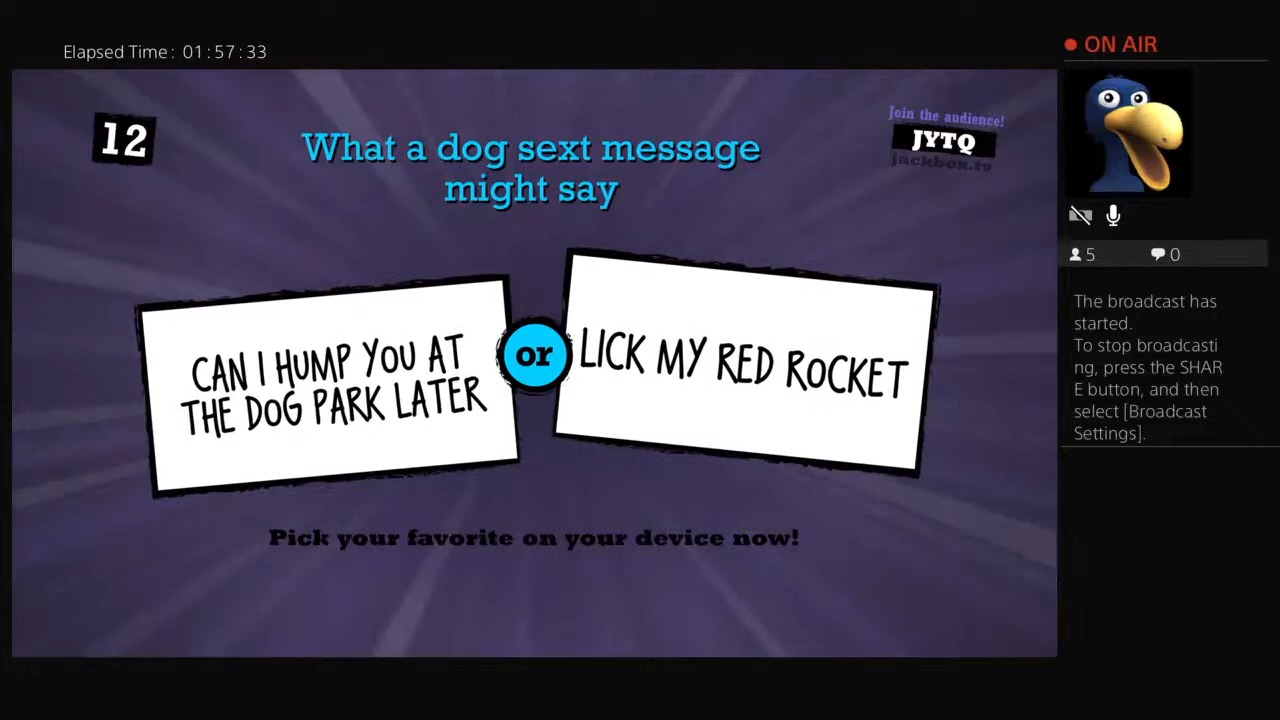 Elapsed Time: 01:57:33
ON AIR
12
What a dog sext message
might say
Join the audience!
JYTQ
jackbox.tv
CAN I HUMP YOU AT
THE DOG PARK LATER
or
LICK MY RED ROCKET
Pick your favorite on your device now!
5
0
The broadcast has
started.
To stop broadcasti
ng, press the SHAR
E button, and then
select [Broadcast
Settings].